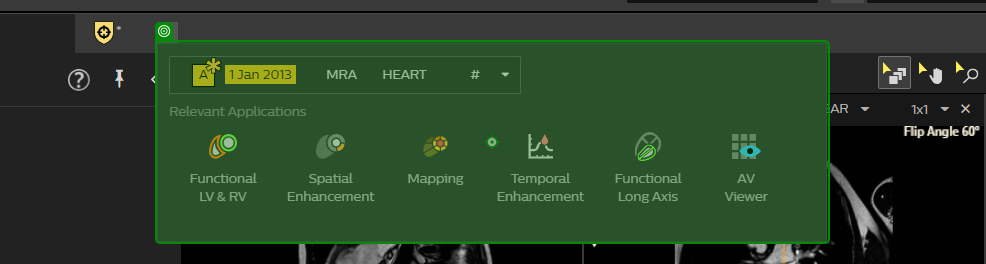 A 1 Jan 2013 MRA HEART #
Relevant Applications
Functional LV & RV
Spatial Enhancement
Mapping
Temporal Enhancement
Functional Long Axis
AV Viewer
1x1
Flip Angle 60°